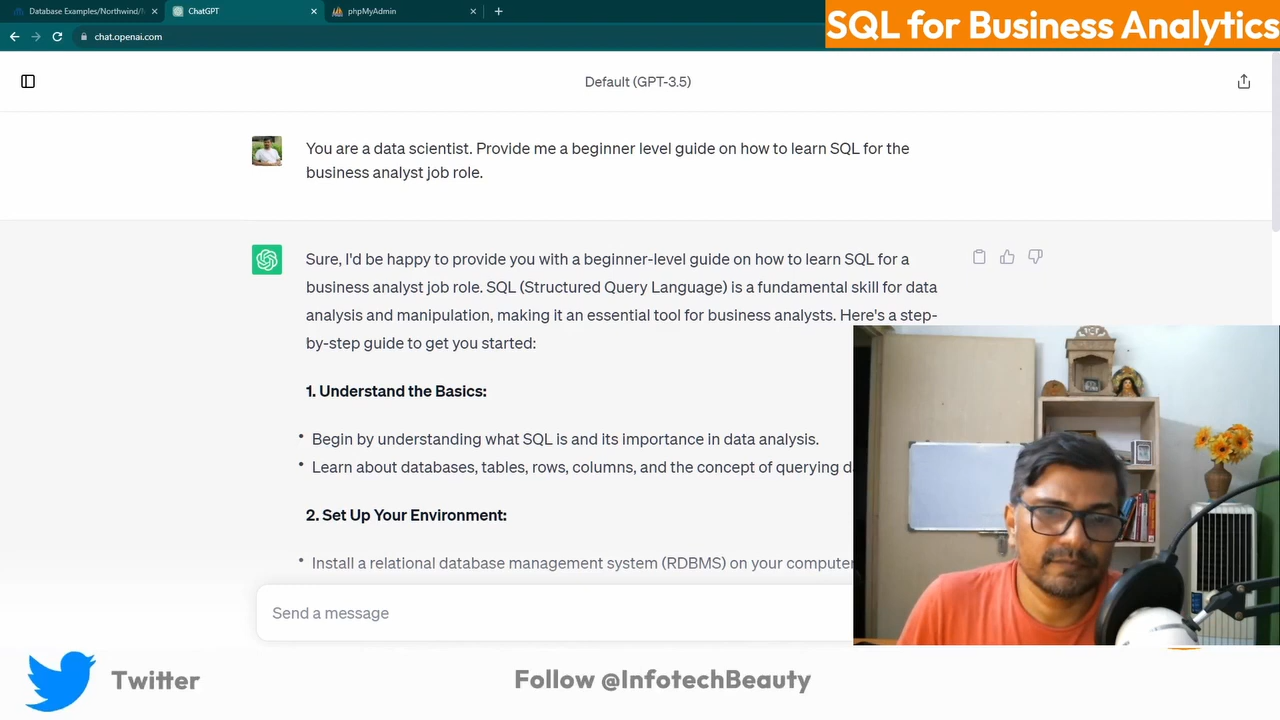 Database Examples/Northwind/N
ChatGPT
phpMyAdmin
SQL for Business Analytics
chat.openai.com
Default (GPT-3.5)
You are a data scientist. Provide me a beginner level guide on how to learn SQL for the
business analyst job role.
Sure, I'd be happy to provide you with a beginner-level guide on how to learn SQL for a
business analyst job role. SQL (Structured Query Language) is a fundamental skill for data
analysis and manipulation, making it an essential tool for business analysts. Here's a step-
by-step guide to get you started:
1. Understand the Basics:
• Begin by understanding what SQL is and its importance in data analysis.
• Learn about databases, tables, rows, columns, and the concept of querying d
2. Set Up Your Environment:
• Install a relational database management system (RDBMS) on your computer
Send a message
Twitter
Follow @InfotechBeauty